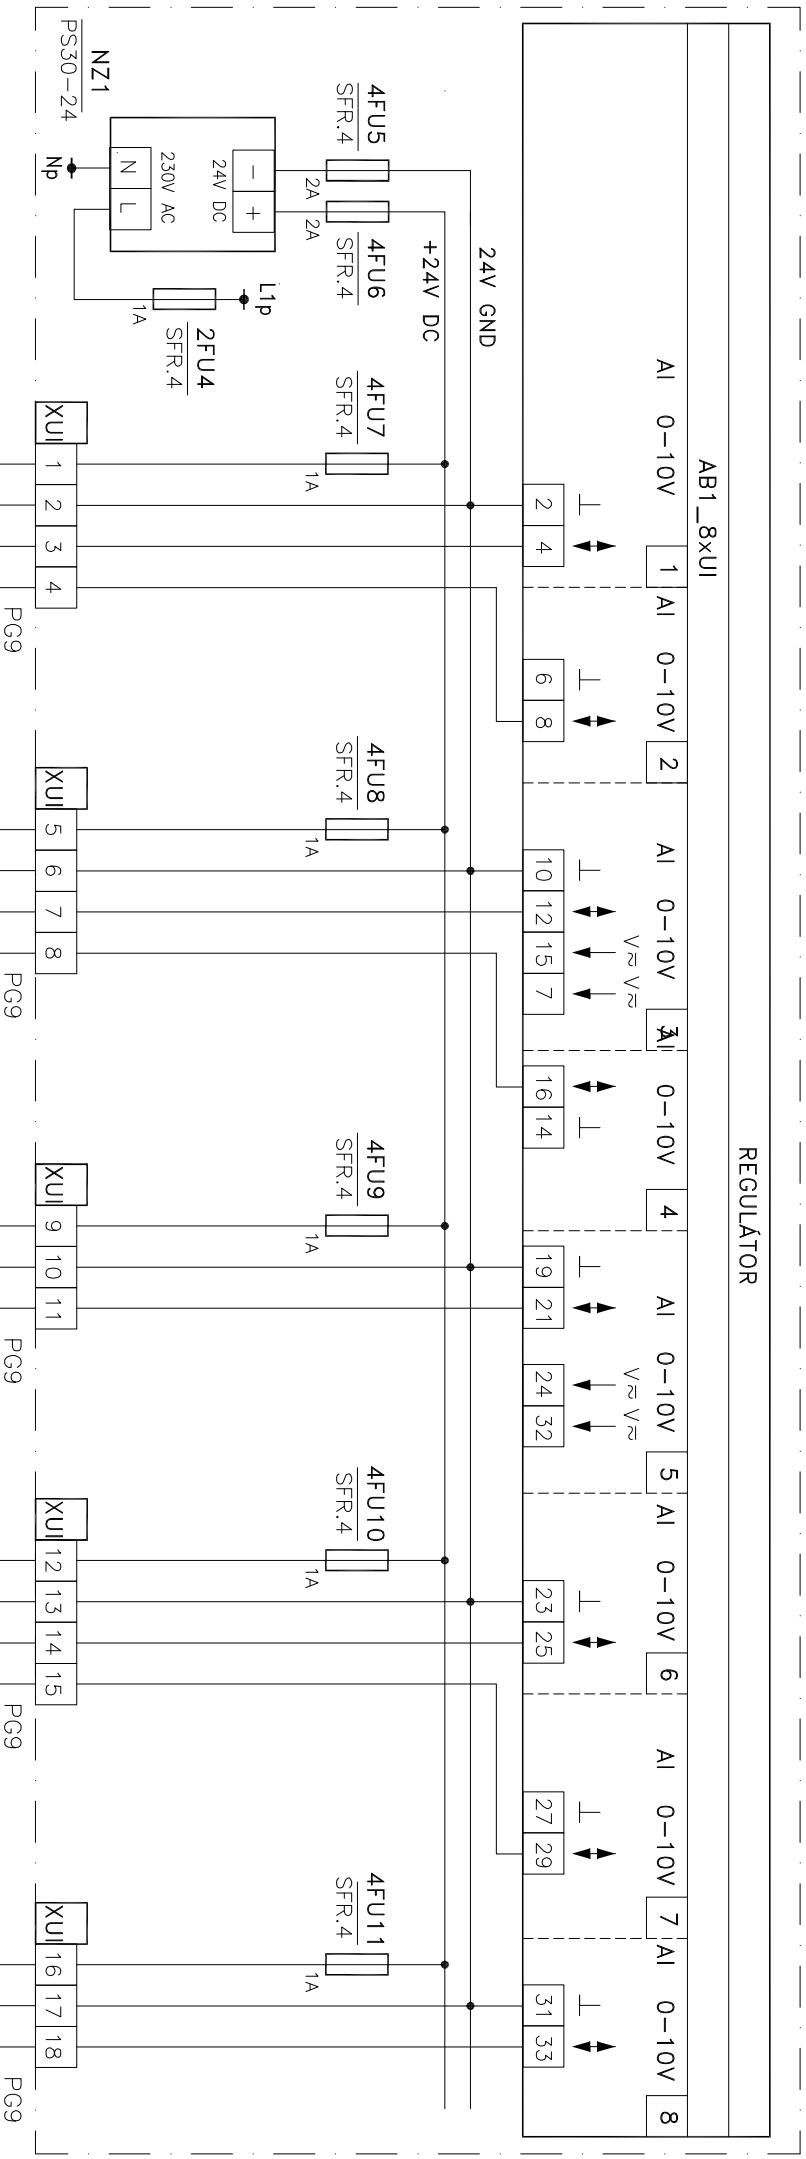 REGULÁTOR
AB1_8xUI
AI 0-10V
1
AI 0-10V
2
AI 0-10V
3
AI 0-10V
4
AI 0-10V
5
AI 0-10V
6
AI 0-10V
7
AI 0-10V
8
V≂ V≂
V≂ V≂
2 4
6 8
10 12 15 7
16 14
19 21
24 32
23 25
27 29
31 33
24V GND
+24V DC
4FU5
SFR.4
2A
4FU6
SFR.4
2A
4FU7
SFR.4
1A
4FU8
SFR.4
1A
4FU9
SFR.4
1A
4FU10
SFR.4
1A
4FU11
SFR.4
1A
- +
24V DC
230V AC
N L
NZ1
PS30-24
Np
L1p
2FU4
SFR.4
1A
XUI 1 2 3 4
XUI 5 6 7 8
XUI 9 10 11
XUI 12 13 14 15
XUI 16 17 18
PG9
PG9
PG9
PG9
PG9